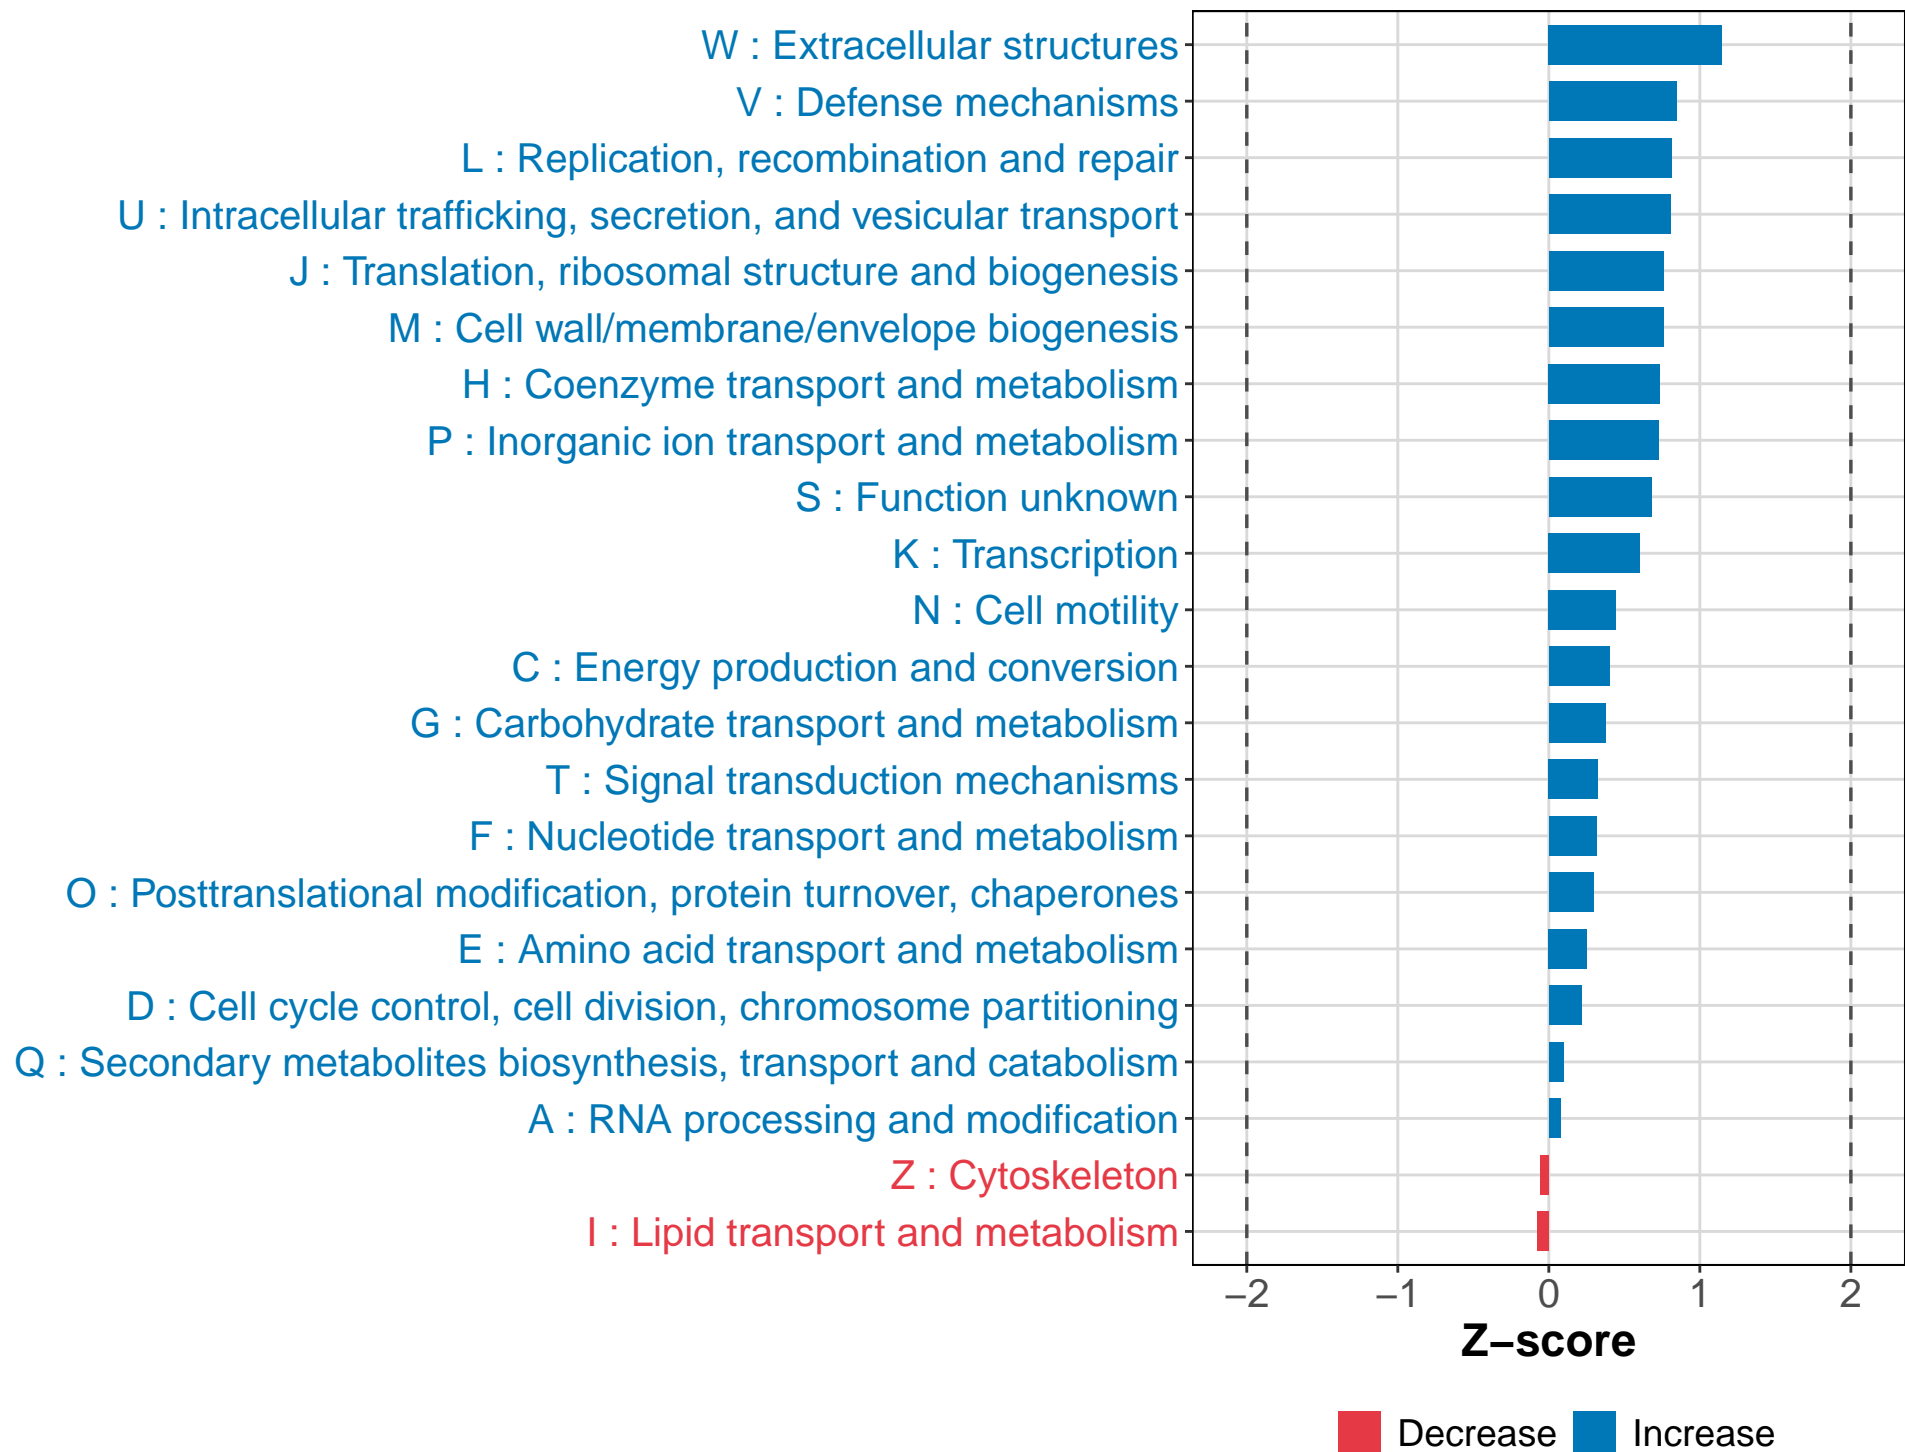 W : Extracellular structures
V : Defense mechanisms
L : Replication, recombination and repair
U : Intracellular trafficking, secretion, and vesicular transport
J : Translation, ribosomal structure and biogenesis
M : Cell wall/membrane/envelope biogenesis
H : Coenzyme transport and metabolism
P : Inorganic ion transport and metabolism
S : Function unknown
K : Transcription
N : Cell motility
C : Energy production and conversion
G : Carbohydrate transport and metabolism
T : Signal transduction mechanisms
F : Nucleotide transport and metabolism
O : Posttranslational modification, protein turnover, chaperones
E : Amino acid transport and metabolism
D : Cell cycle control, cell division, chromosome partitioning
Q : Secondary metabolites biosynthesis, transport and catabolism
A : RNA processing and modification
Z : Cytoskeleton
I : Lipid transport and metabolism
−2 −1 0 1 2
Z−score
Decrease Increase